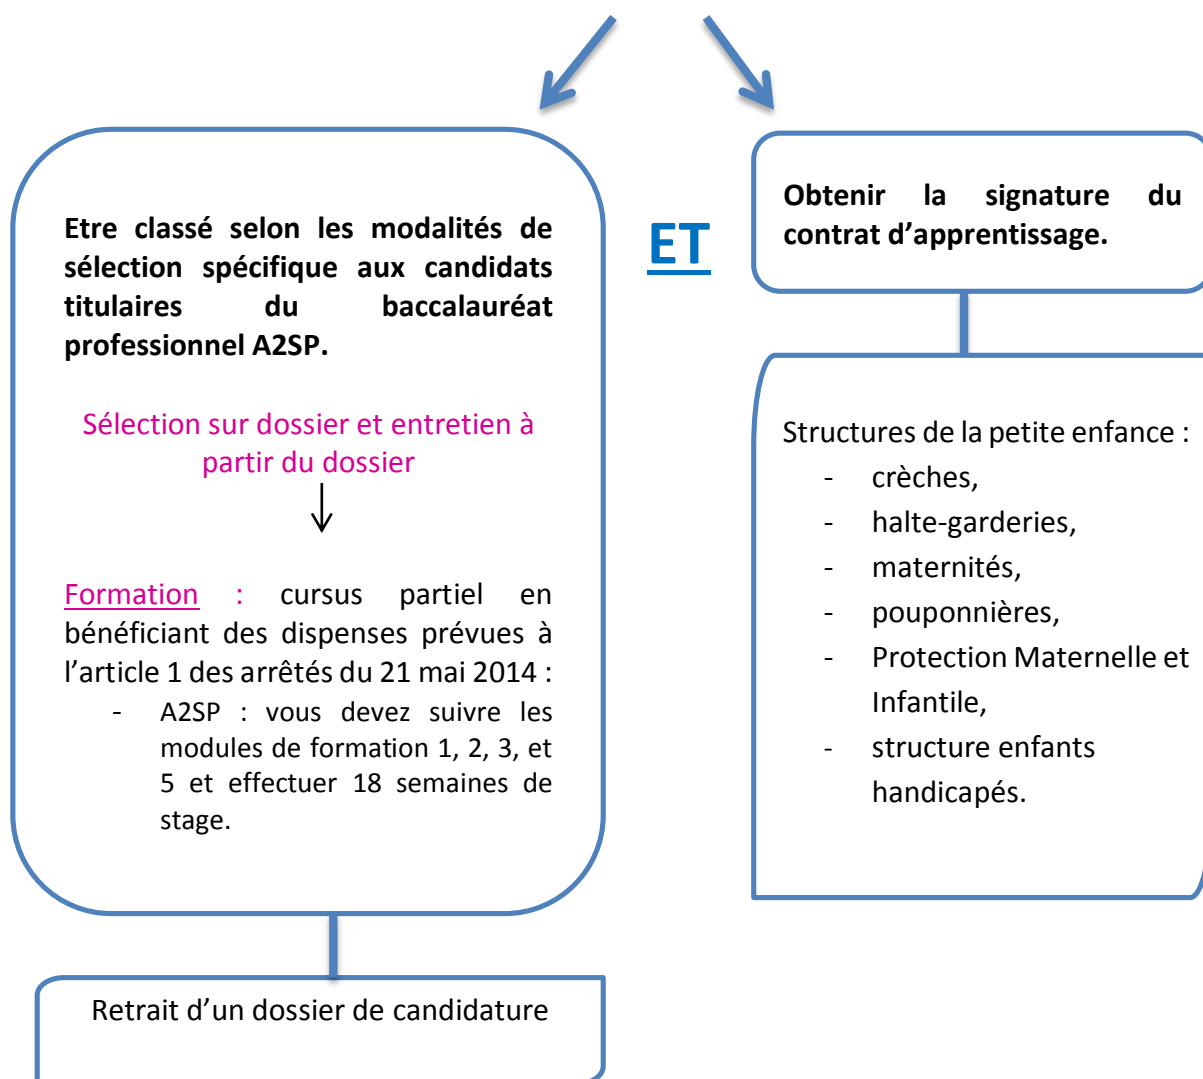 Etre classé selon les modalités de
sélection spécifique aux candidats
titulaires du baccalauréat
professionnel A2SP.
Sélection sur dossier et entretien à
partir du dossier
Formation : cursus partiel en
bénéficiant des dispenses prévues à
l’article 1 des arrêtés du 21 mai 2014 :
- A2SP : vous devez suivre les
modules de formation 1, 2, 3, et
5 et effectuer 18 semaines de
stage.
Retrait d’un dossier de candidature
ET
Obtenir la signature du
contrat d’apprentissage.
Structures de la petite enfance :
- crèches,
- halte-garderies,
- maternités,
- pouponnières,
- Protection Maternelle et
Infantile,
- structure enfants
handicapés.